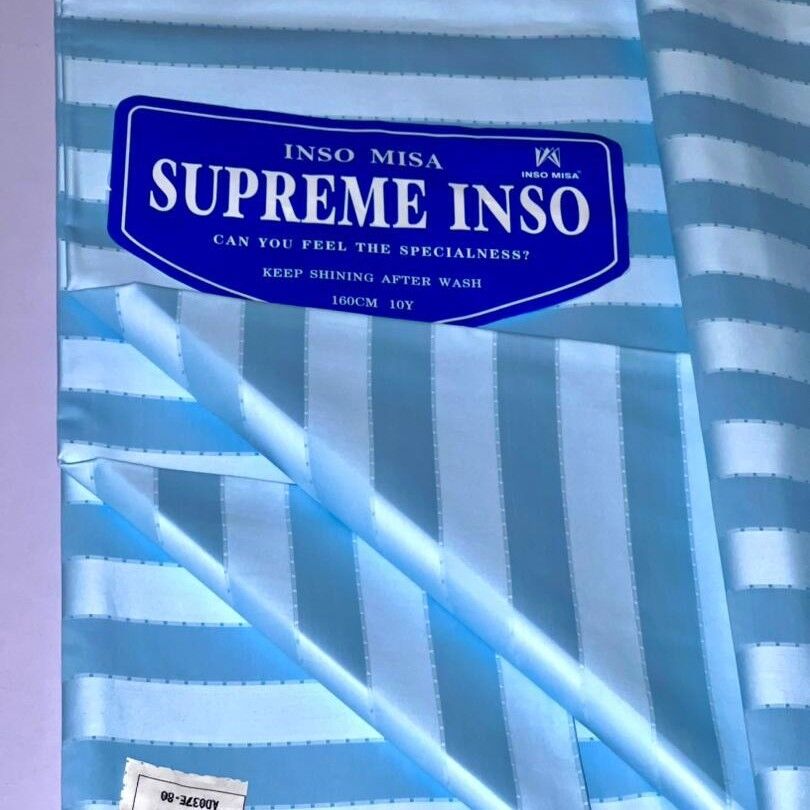 INSO MISA
INSO MISA
SUPREME INSO
CAN YOU FEEL THE SPECIALNESS?
KEEP SHINING AFTER WASH
160CM 10Y
AD037E-80